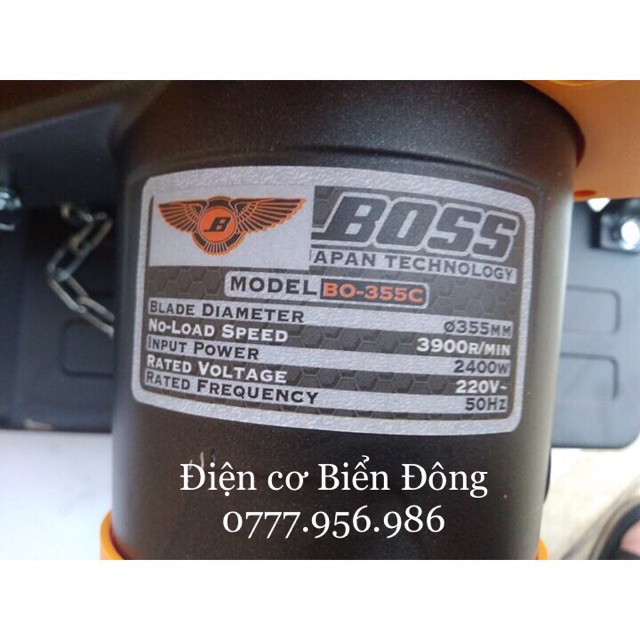 B
BOSS
JAPAN TECHNOLOGY
MODEL BO-355C
BLADE DIAMETER Ø355MM
NO-LOAD SPEED 3900R/MIN
INPUT POWER 2400W
RATED VOLTAGE 220V~
RATED FREQUENCY 50HZ
Điện cơ Biển Đông
0777.956.986